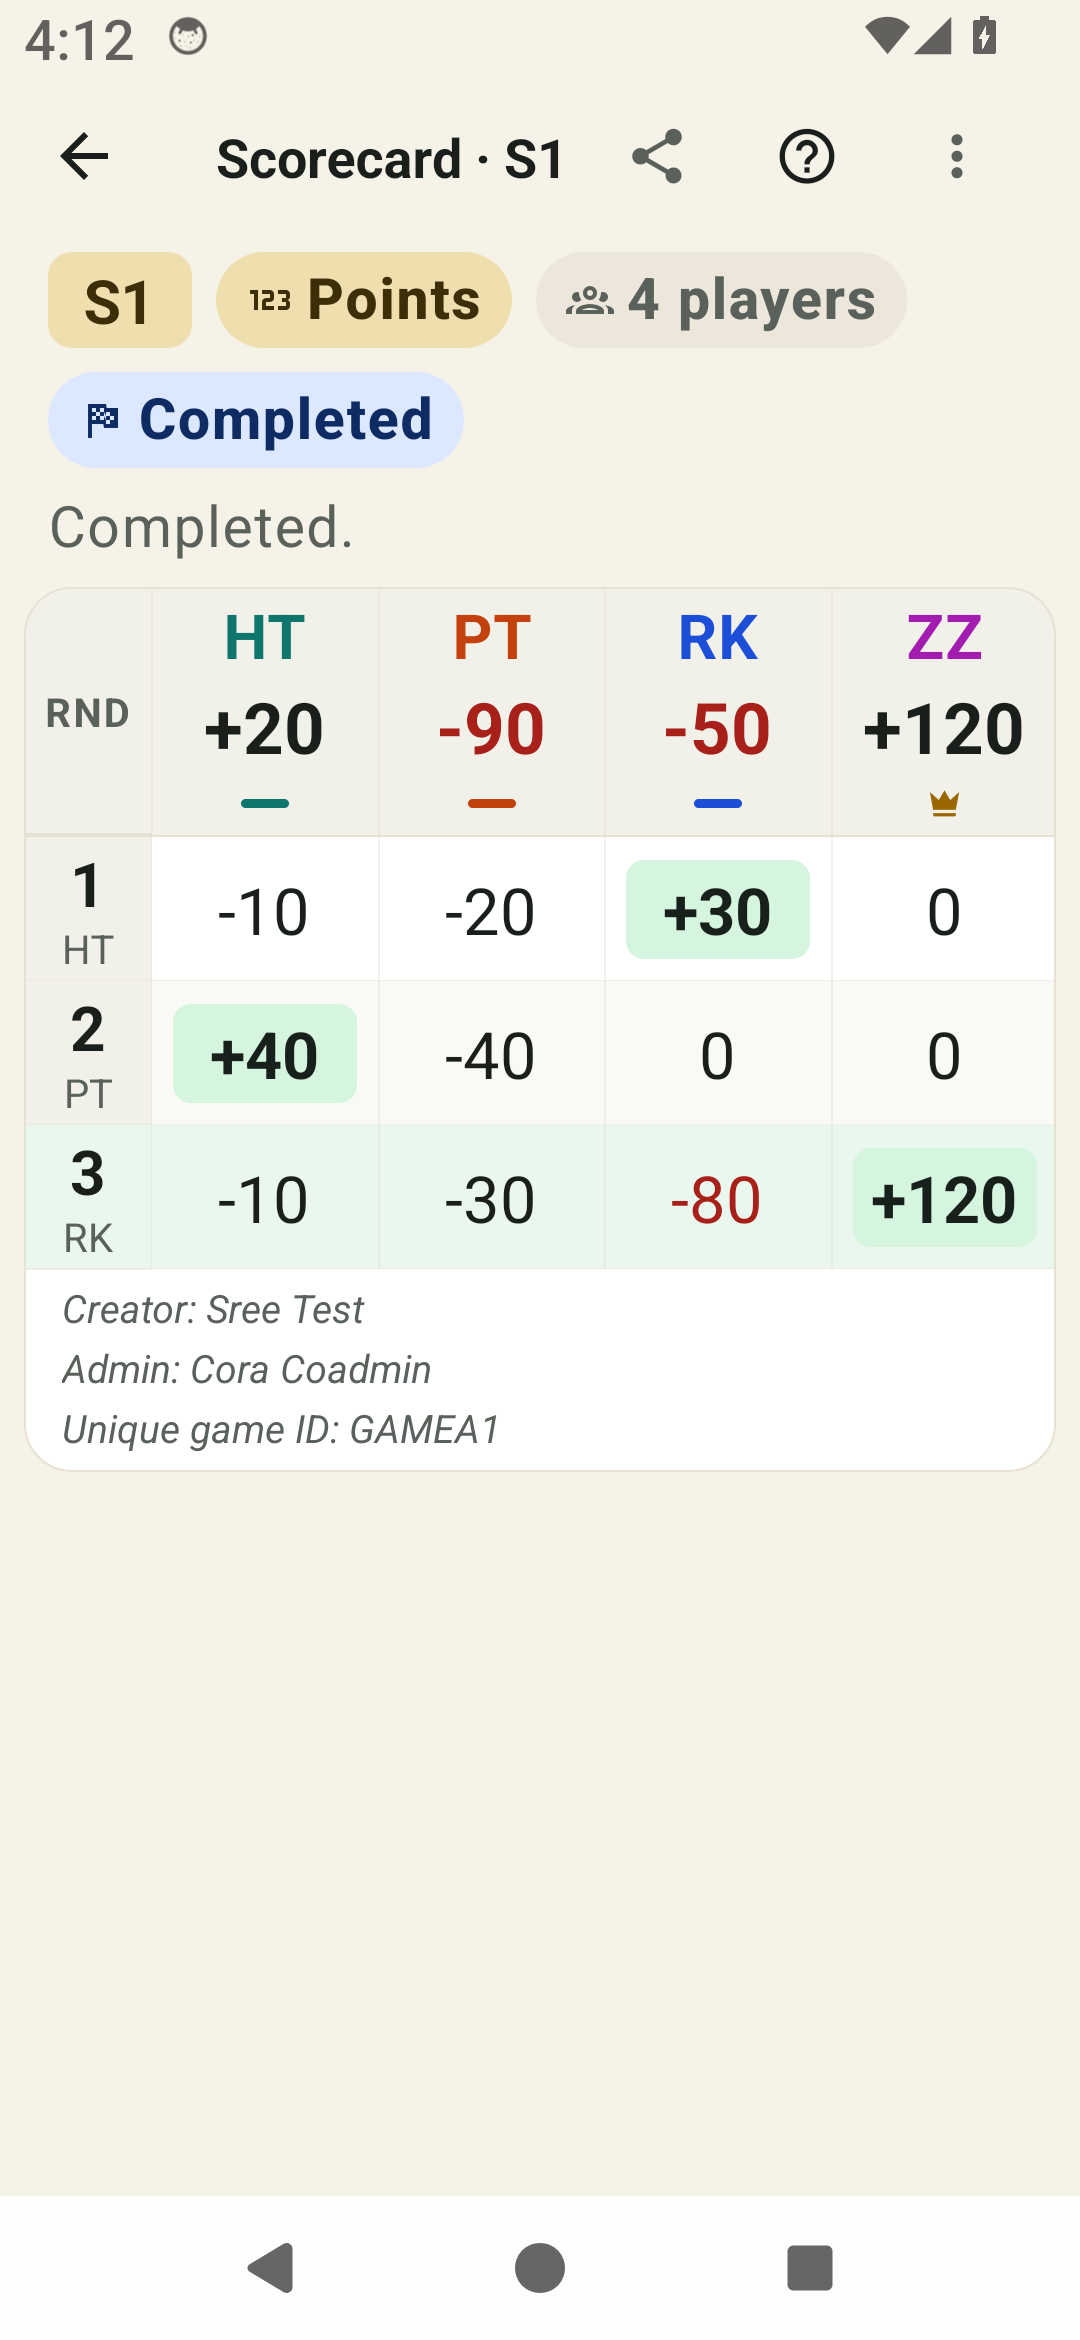 4:12
Scorecard · S1
S1 123 Points 4 players
Completed
Completed.
RND HT PT RK ZZ
+20 -90 -50 +120
1 HT -10 -20 +30 0
2 PT +40 -40 0 0
3 RK -10 -30 -80 +120
Creator: Sree Test
Admin: Cora Coadmin
Unique game ID: GAMEA1